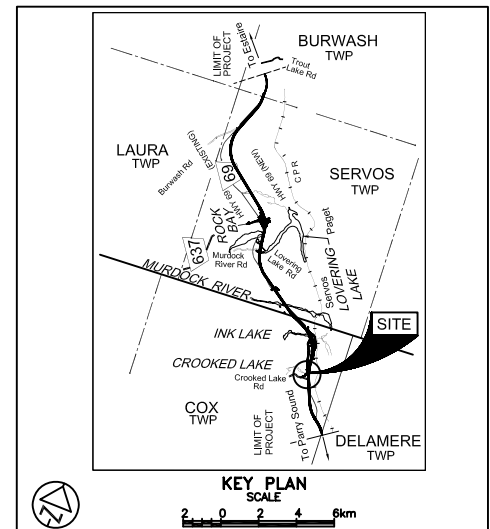 BURWASH
TWP
LIMIT OF
PROJECT
To Estaire
Trout
Lake Rd
LAURA
TWP
(EXISTING)
Burwash Rd
HWY 69
69
HWY 69 (NEW)
C P R
SERVOS
TWP
637
ROCK
BAY
Murdock
River Rd
Lovering
Lake Rd
Paget
Servos
LOVERING
LAKE
MURDOCK RIVER
SITE
INK LAKE
CROOKED LAKE
Crooked Lake
Rd
COX
TWP
LIMIT OF
PROJECT
To Parry Sound
DELAMERE
TWP
KEY PLAN
SCALE
2 0 2 4 6km
N